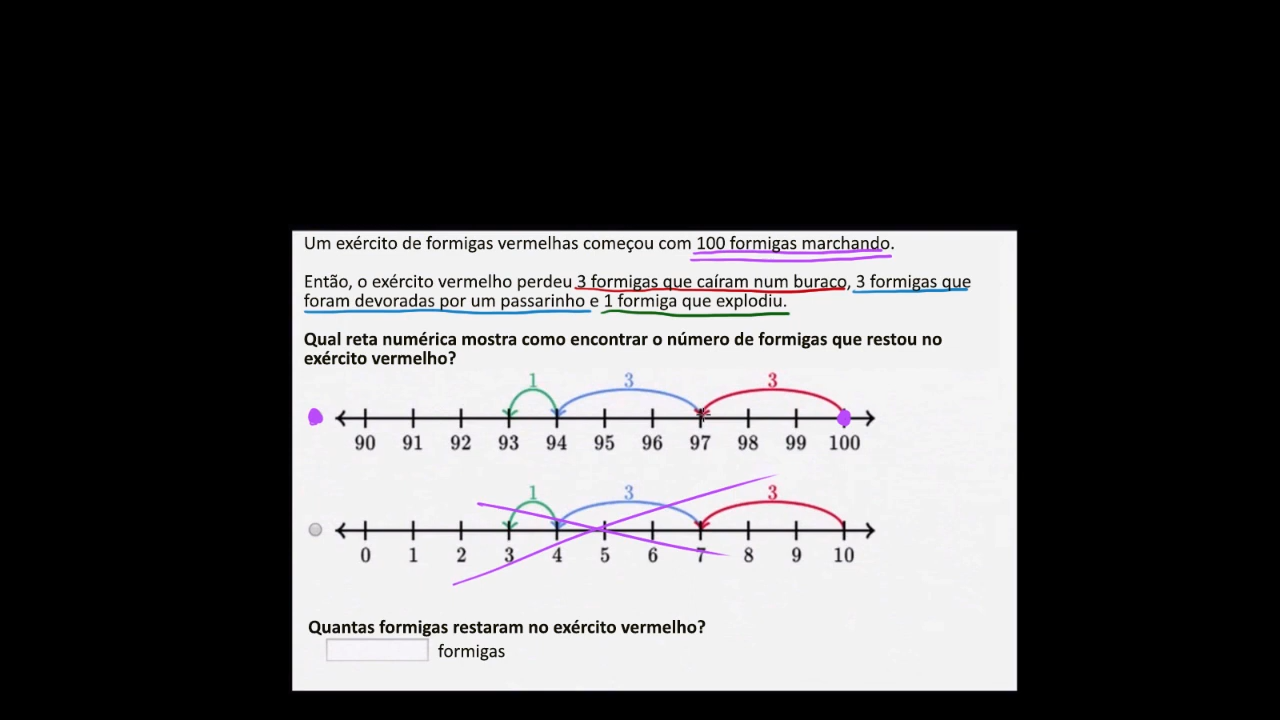 Um exército de formigas vermelhas começou com 100 formigas marchando.
Então, o exército vermelho perdeu 3 formigas que caíram num buraco, 3 formigas que
foram devoradas por um passarinho e 1 formiga que explodiu.
Qual reta numérica mostra como encontrar o número de formigas que restou no
exército vermelho?
1 3 3
90 91 92 93 94 95 96 97 98 99 100
1 3 3
0 1 2 3 4 5 6 7 8 9 10
Quantas formigas restaram no exército vermelho?
formigas